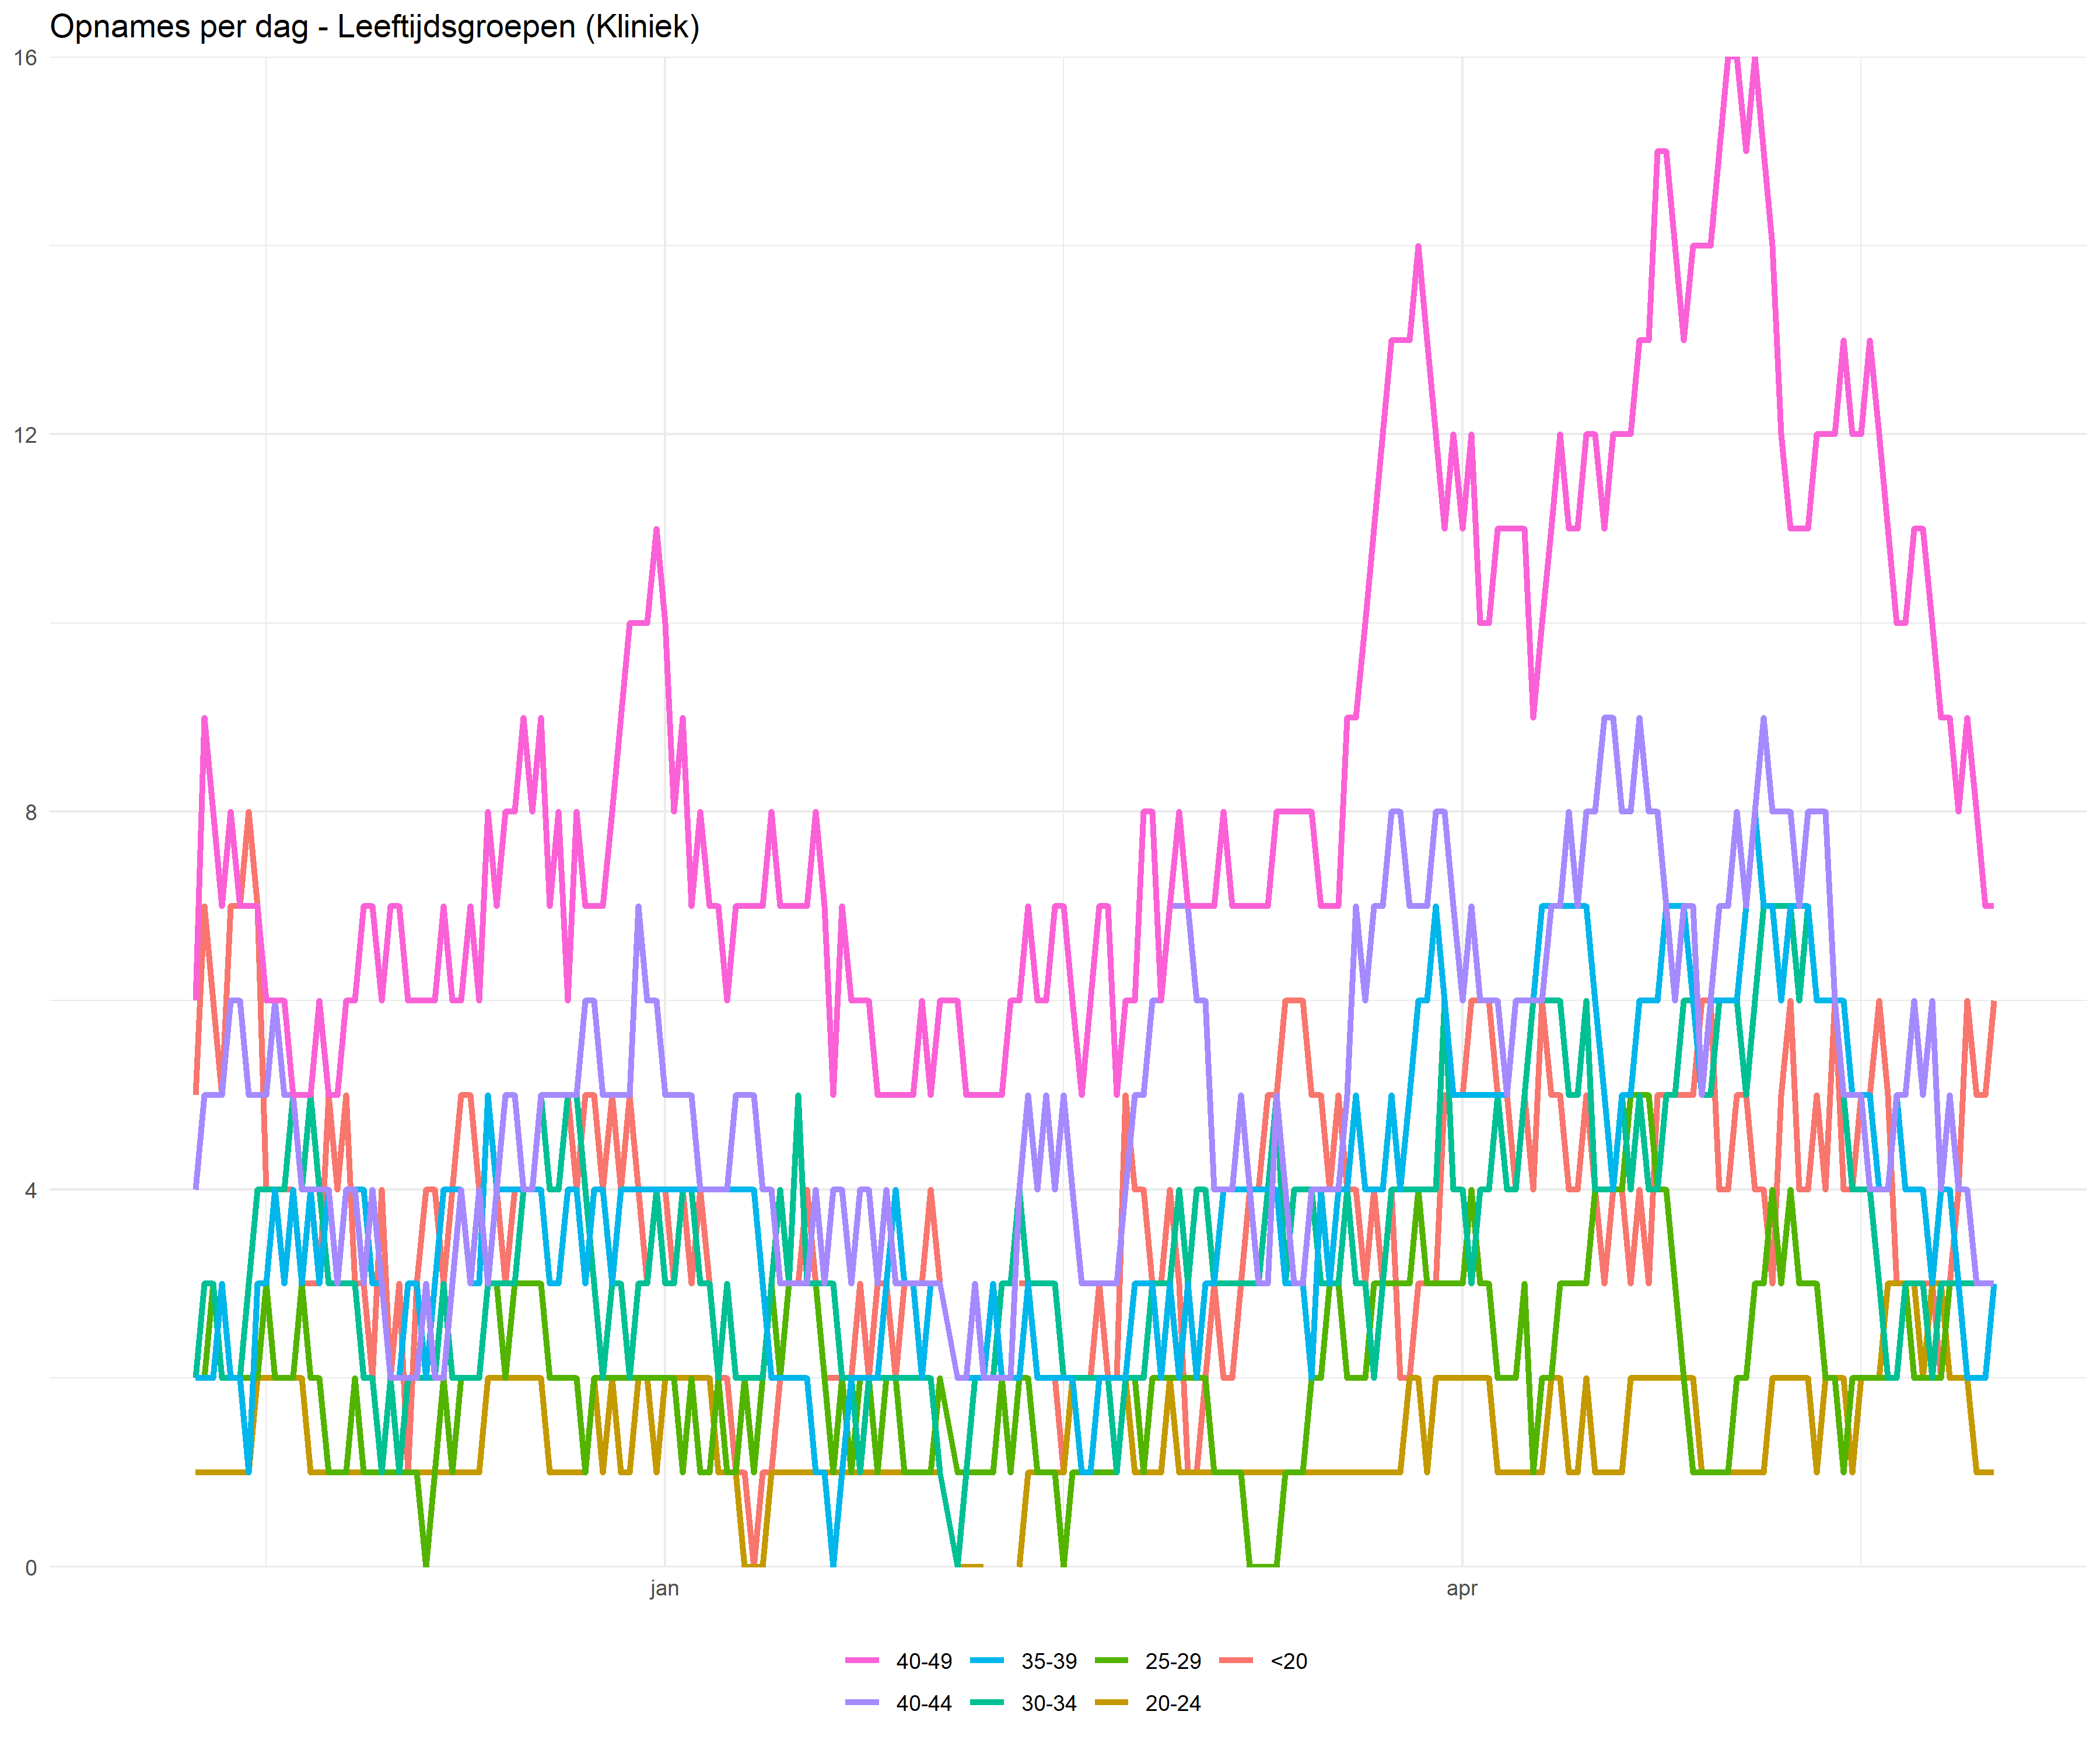 Opnames per dag - Leeftijdsgroepen (Kliniek)
16
12
8
4
0
jan apr
40-49 35-39 25-29 <20
40-44 30-34 20-24